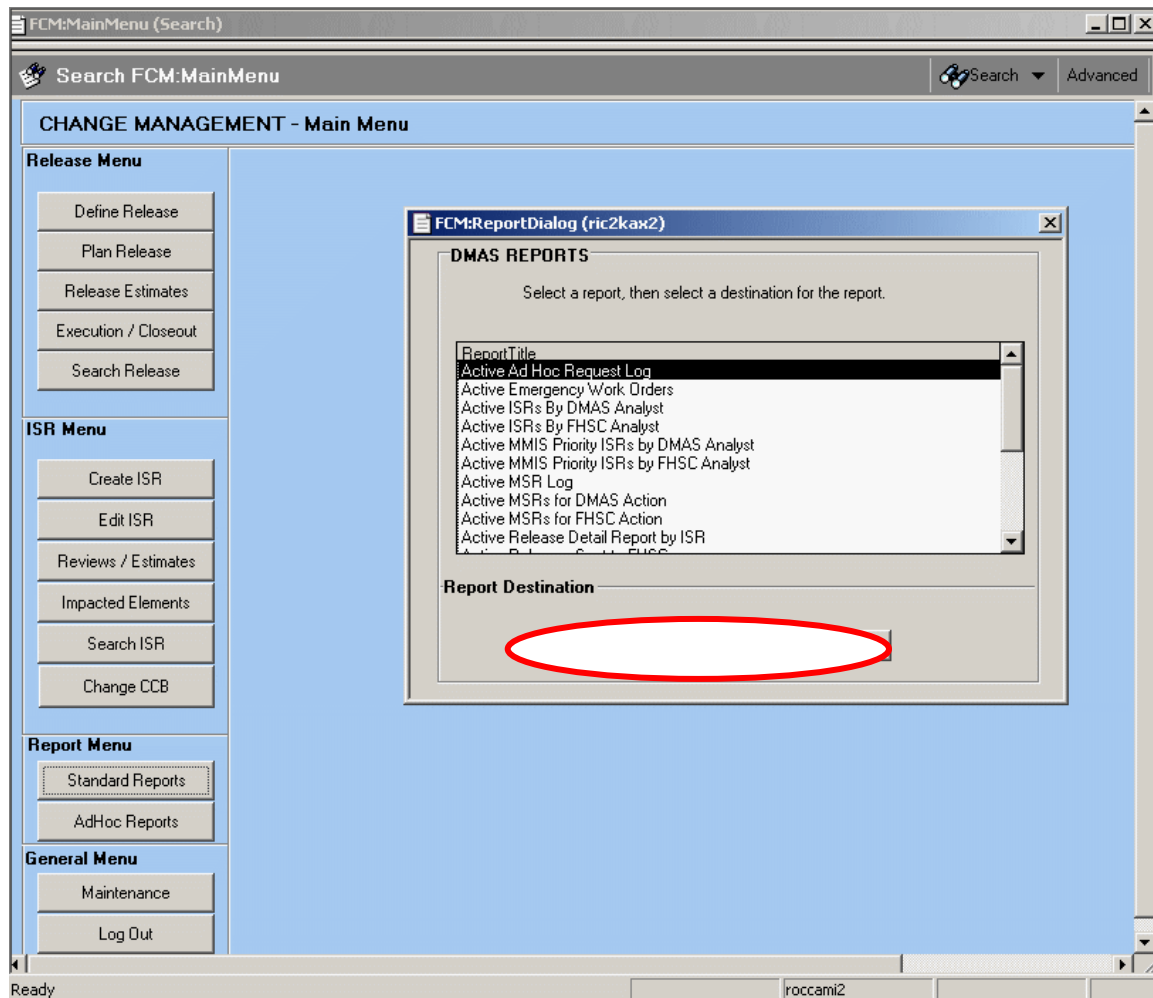 FCM:MainMenu (Search)
Search FCM:MainMenu
Search
Advanced
CHANGE MANAGEMENT - Main Menu
Release Menu
Define Release
Plan Release
Release Estimates
Execution / Closeout
Search Release
ISR Menu
Create ISR
Edit ISR
Reviews / Estimates
Impacted Elements
Search ISR
Change CCB
Report Menu
Standard Reports
AdHoc Reports
General Menu
Maintenance
Log Out
FCM:ReportDialog (ric2kax2)
DMAS REPORTS
Select a report, then select a destination for the report.
ReportTitle
Active Ad Hoc Request Log
Active Emergency Work Orders
Active ISRs By DMAS Analyst
Active ISRs By FHSC Analyst
Active MMIS Priority ISRs by DMAS Analyst
Active MMIS Priority ISRs by FHSC Analyst
Active MSR Log
Active MSRs for DMAS Action
Active MSRs for FHSC Action
Active Release Detail Report by ISR
Report Destination
Ready
roccami2